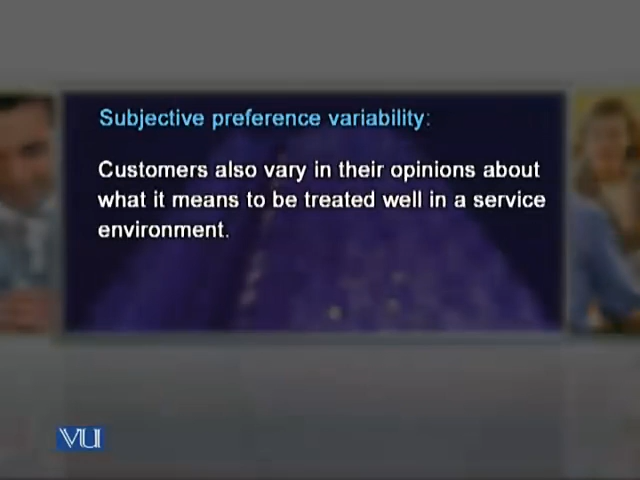 Subjective preference variability:
Customers also vary in their opinions about
what it means to be treated well in a service
environment.
VU